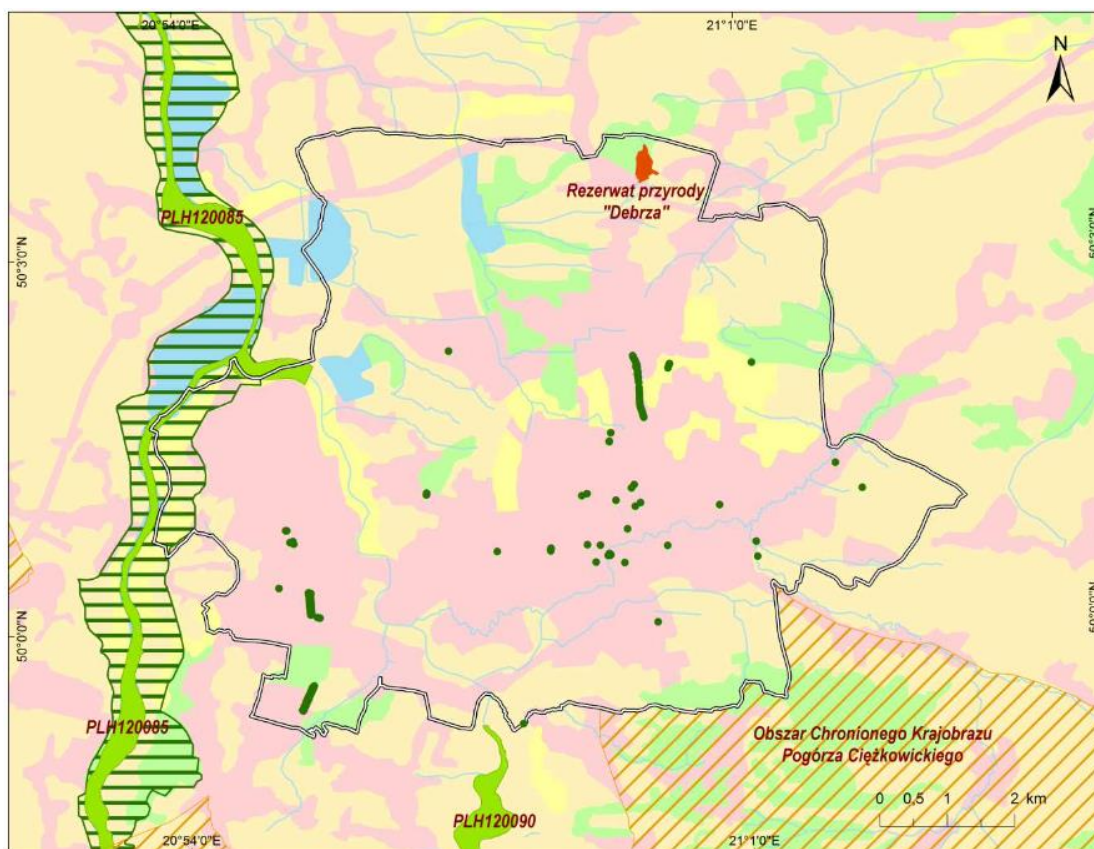 20°54'0"E
21°1'0"E
N
Rezerwat przyrody
"Debrza"
PLH120085
50°3'0"N
50°3'0"N
50°0'0"N
50°0'0"N
PLH120085
Obszar Chronionego Krajobrazu
Pogórza Ciężkowickiego
0 0,5 1 2 km
PLH120090
20°54'0"E
21°1'0"E